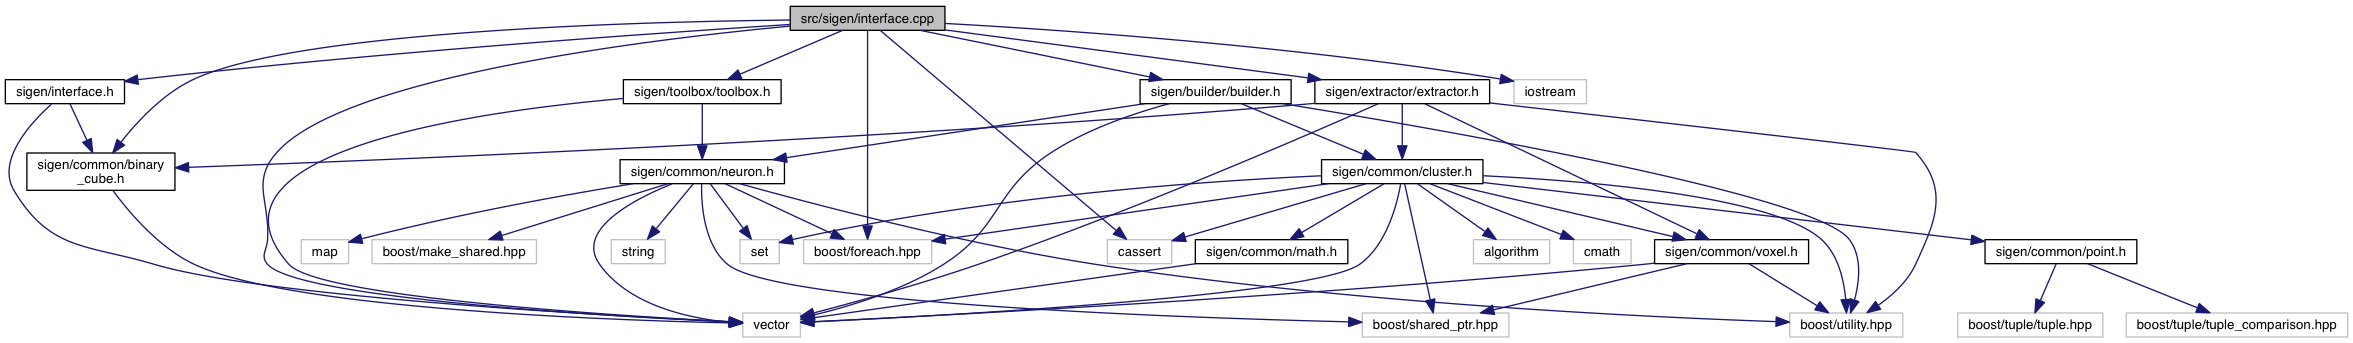 src/sigen/interface.cpp
sigen/interface.h
sigen/toolbox/toolbox.h
sigen/builder/builder.h
sigen/extractor/extractor.h
iostream
sigen/common/binary
_cube.h
sigen/common/neuron.h
sigen/common/cluster.h
map
boost/make_shared.hpp
string
set
boost/foreach.hpp
cassert
sigen/common/math.h
algorithm
cmath
sigen/common/voxel.h
sigen/common/point.h
vector
boost/shared_ptr.hpp
boost/utility.hpp
boost/tuple/tuple.hpp
boost/tuple/tuple_comparison.hpp